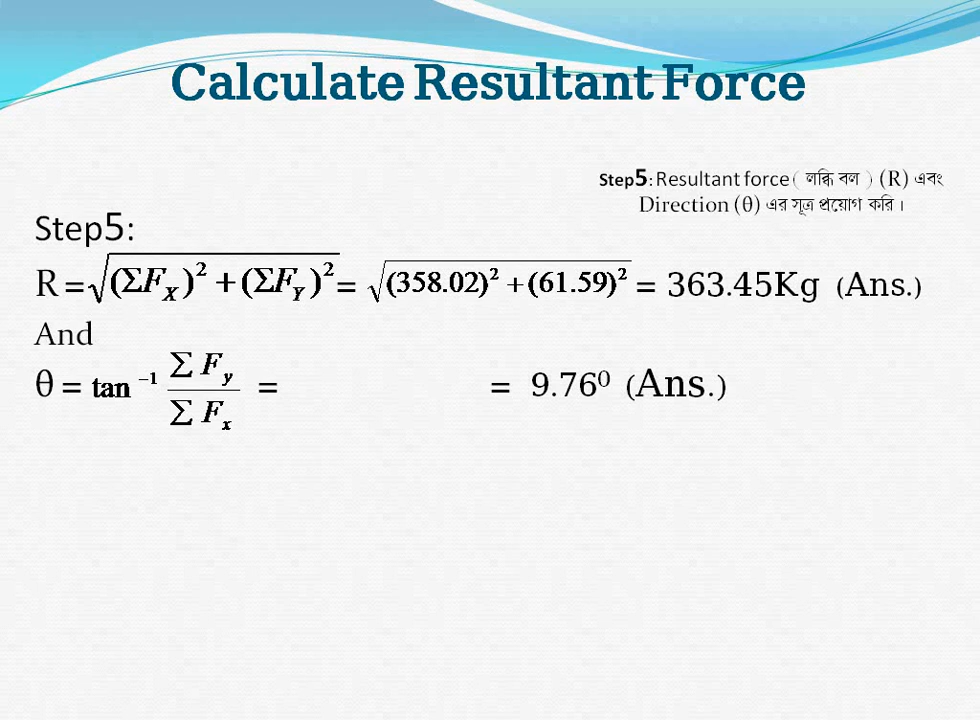 Calculate Resultant Force
Step5: Resultant force ( লব্ধি বল ) (R) এবং
Direction (θ) এর সূত্র প্রয়োগ করি ।
Step5:
R = √(ΣF_X)² + (ΣF_Y)² = √(358.02)² + (61.59)² = 363.45Kg (Ans.)
And
θ = tan⁻¹ ΣF_y / ΣF_x = = 9.76⁰ (Ans.)